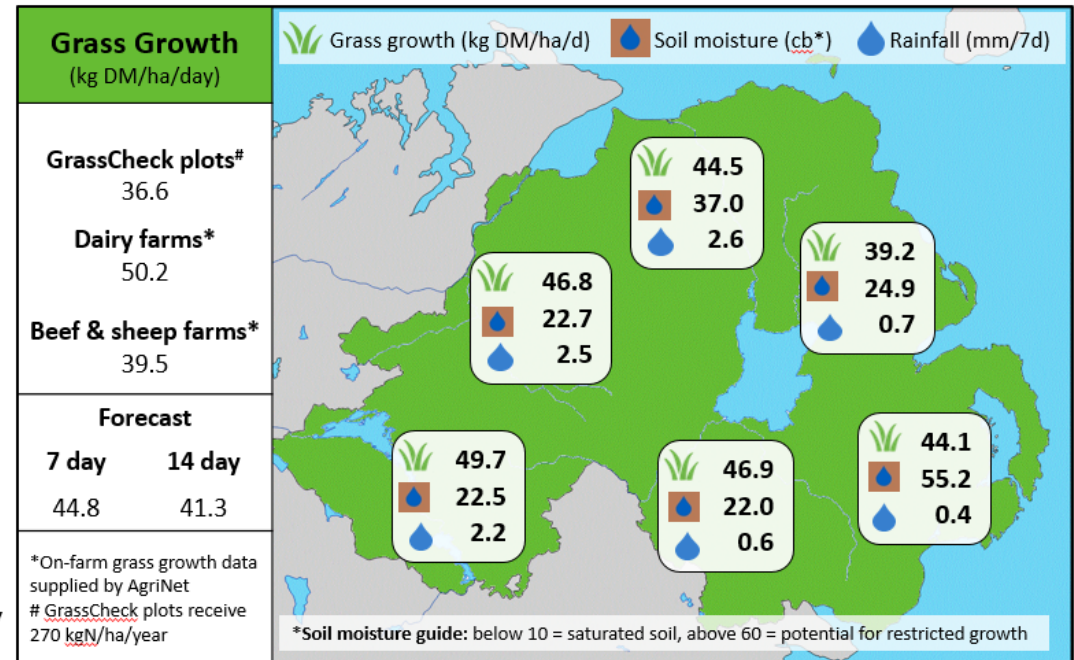 Grass Growth
(kg DM/ha/day)
GrassCheck plots#
36.6
Dairy farms*
50.2
Beef & sheep farms*
39.5
Forecast
7 day 14 day
44.8 41.3
*On-farm grass growth data
supplied by AgriNet
# GrassCheck plots receive
270 kgN/ha/year
Grass growth (kg DM/ha/d) Soil moisture (cb*) Rainfall (mm/7d)
44.5
37.0
2.6
39.2
24.9
0.7
46.8
22.7
2.5
49.7
22.5
2.2
46.9
22.0
0.6
44.1
55.2
0.4
*Soil moisture guide: below 10 = saturated soil, above 60 = potential for restricted growth